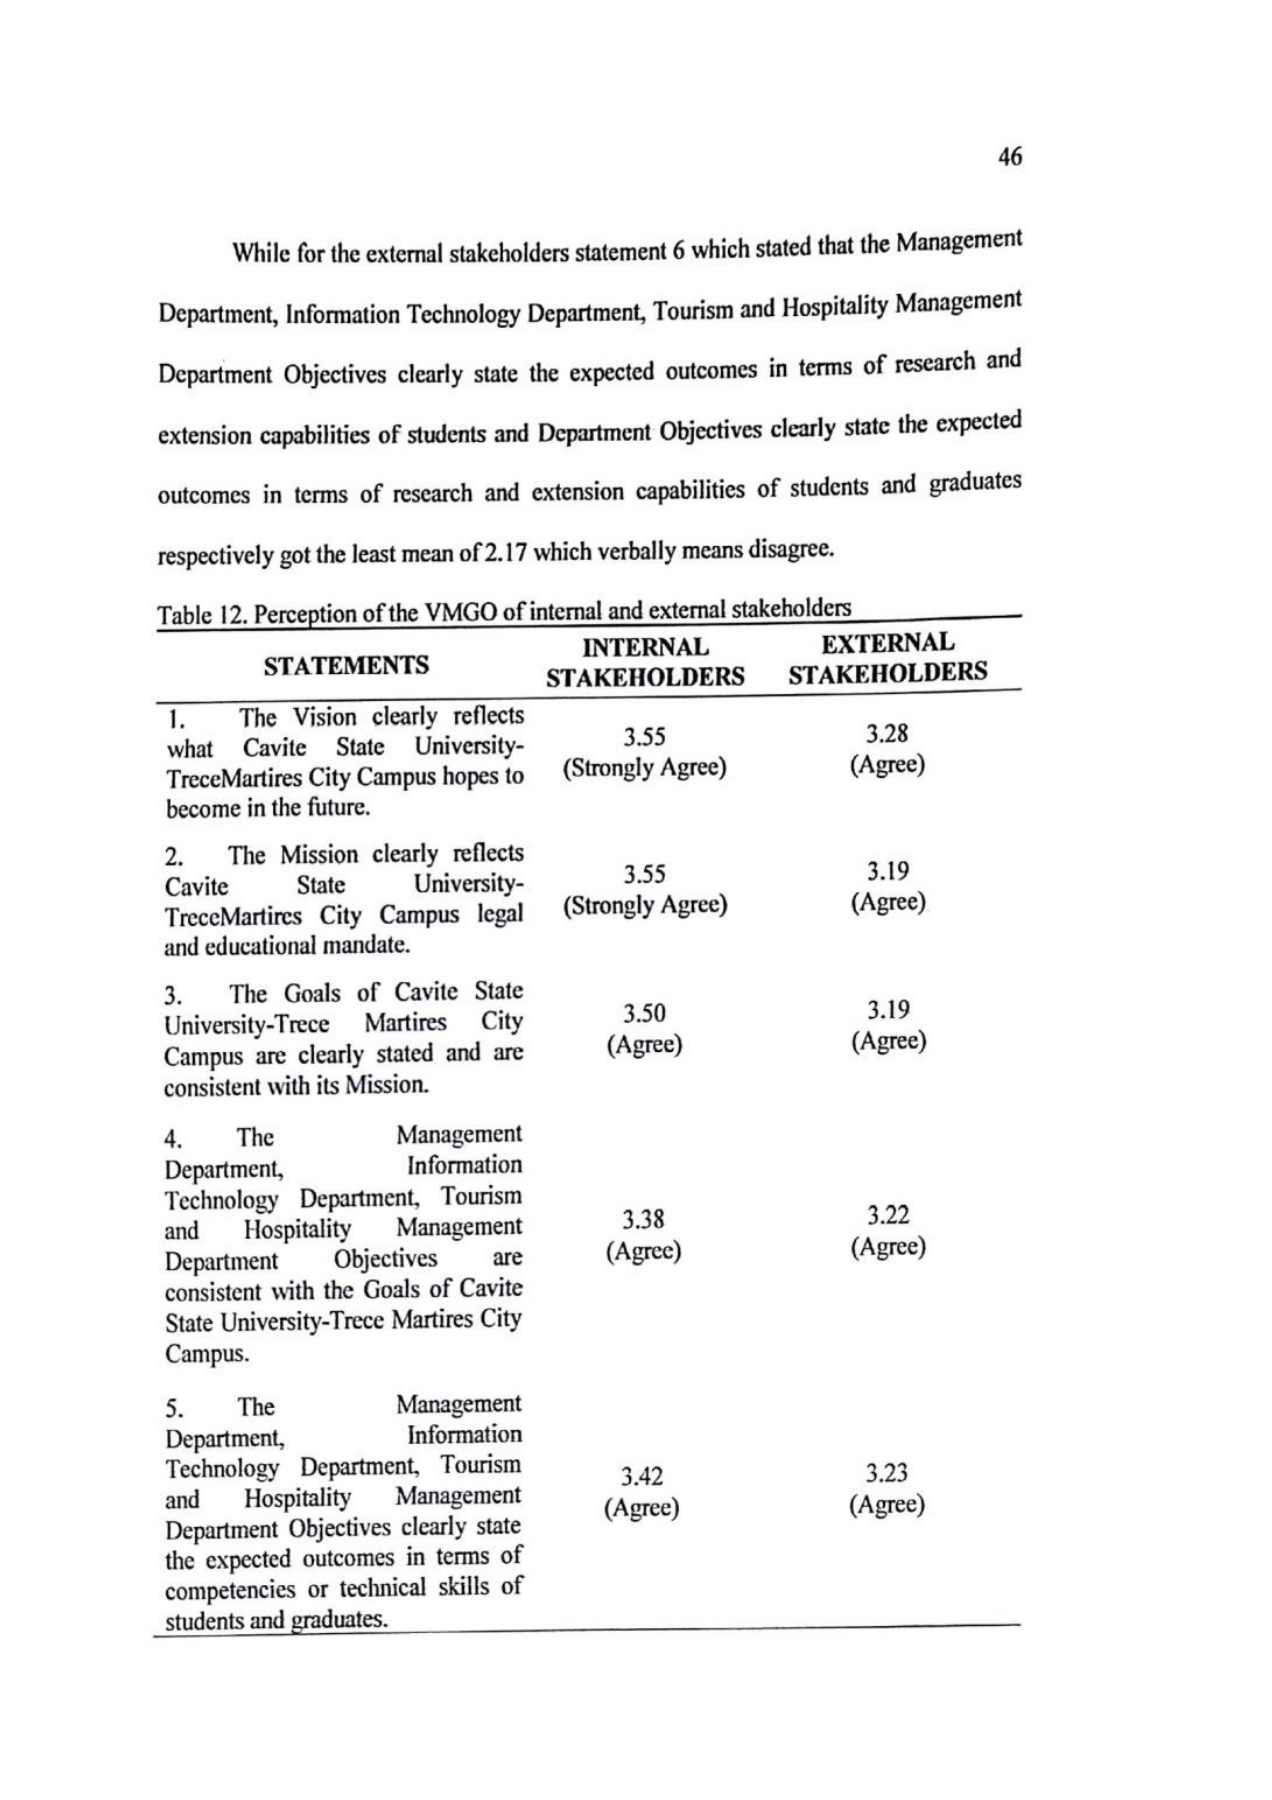 46
While for the external stakeholders statement 6 which stated that the Management
Department, Information Technology Department, Tourism and Hospitality Management
Department Objectives clearly state the expected outcomes in terms of research and
extension capabilities of students and Department Objectives clearly state the expected
outcomes in terms of research and extension capabilities of students and graduates
respectively got the least mean of 2.17 which verbally means disagree.
Table 12. Perception of the VMGO of internal and external stakeholders
STATEMENTS
INTERNAL
STAKEHOLDERS
EXTERNAL
STAKEHOLDERS
1. The Vision clearly reflects
what Cavite State University-
TreceMartires City Campus hopes to
become in the future.
3.55
(Strongly Agree)
3.28
(Agree)
2. The Mission clearly reflects
Cavite State University-
TreceMartires City Campus legal
and educational mandate.
3.55
(Strongly Agree)
3.19
(Agree)
3. The Goals of Cavite State
University-Trece Martires City
Campus are clearly stated and are
consistent with its Mission.
3.50
(Agree)
3.19
(Agree)
4. The Management
Department, Information
Technology Department, Tourism
and Hospitality Management
Department Objectives are
consistent with the Goals of Cavite
State University-Trece Martires City
Campus.
3.38
(Agree)
3.22
(Agree)
5. The Management
Department, Information
Technology Department, Tourism
and Hospitality Management
Department Objectives clearly state
the expected outcomes in terms of
competencies or technical skills of
students and graduates.
3.42
(Agree)
3.23
(Agree)